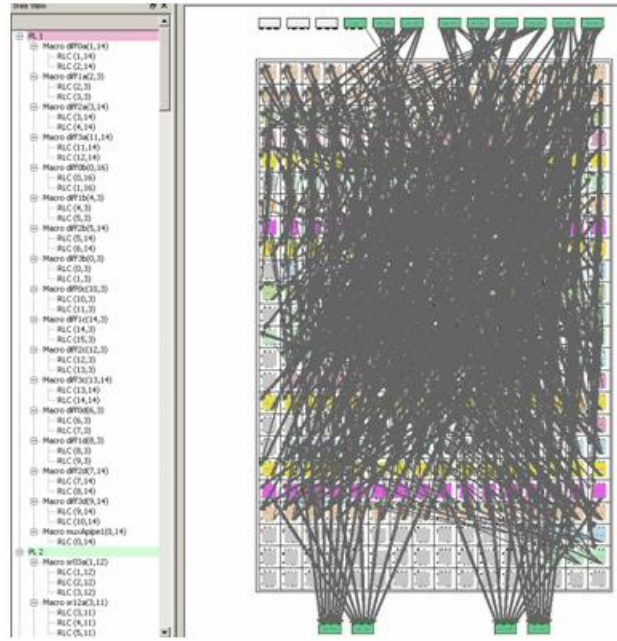 Tree View
PL 1
Macro diff0a(1,14)
RLC (1,14)
RLC (2,14)
Macro diff1a(2,3)
RLC (2,3)
RLC (3,3)
Macro diff2a(3,14)
RLC (3,14)
RLC (4,14)
Macro diff3a(11,14)
RLC (11,14)
RLC (12,14)
Macro diff0b(0,16)
RLC (0,16)
RLC (1,16)
Macro diff1b(4,3)
RLC (4,3)
RLC (5,3)
Macro diff2b(5,14)
RLC (5,14)
RLC (6,14)
Macro diff3b(0,3)
RLC (0,3)
RLC (1,3)
Macro diff0c(10,3)
RLC (10,3)
RLC (11,3)
Macro diff1c(14,3)
RLC (14,3)
RLC (15,3)
Macro diff2c(12,3)
RLC (12,3)
RLC (13,3)
Macro diff3c(13,14)
RLC (13,14)
RLC (14,14)
Macro diff0d(6,3)
RLC (6,3)
RLC (7,3)
Macro diff1d(8,3)
RLC (8,3)
RLC (9,3)
Macro diff2d(7,14)
RLC (7,14)
RLC (8,14)
Macro diff3d(9,14)
RLC (9,14)
RLC (10,14)
Macro muxApipe1(0,14)
RLC (0,14)
PL 2
Macro sr03a(1,12)
RLC (1,12)
RLC (2,12)
RLC (3,12)
Macro sr12a(3,11)
RLC (3,11)
RLC (4,11)
RLC (5,11)